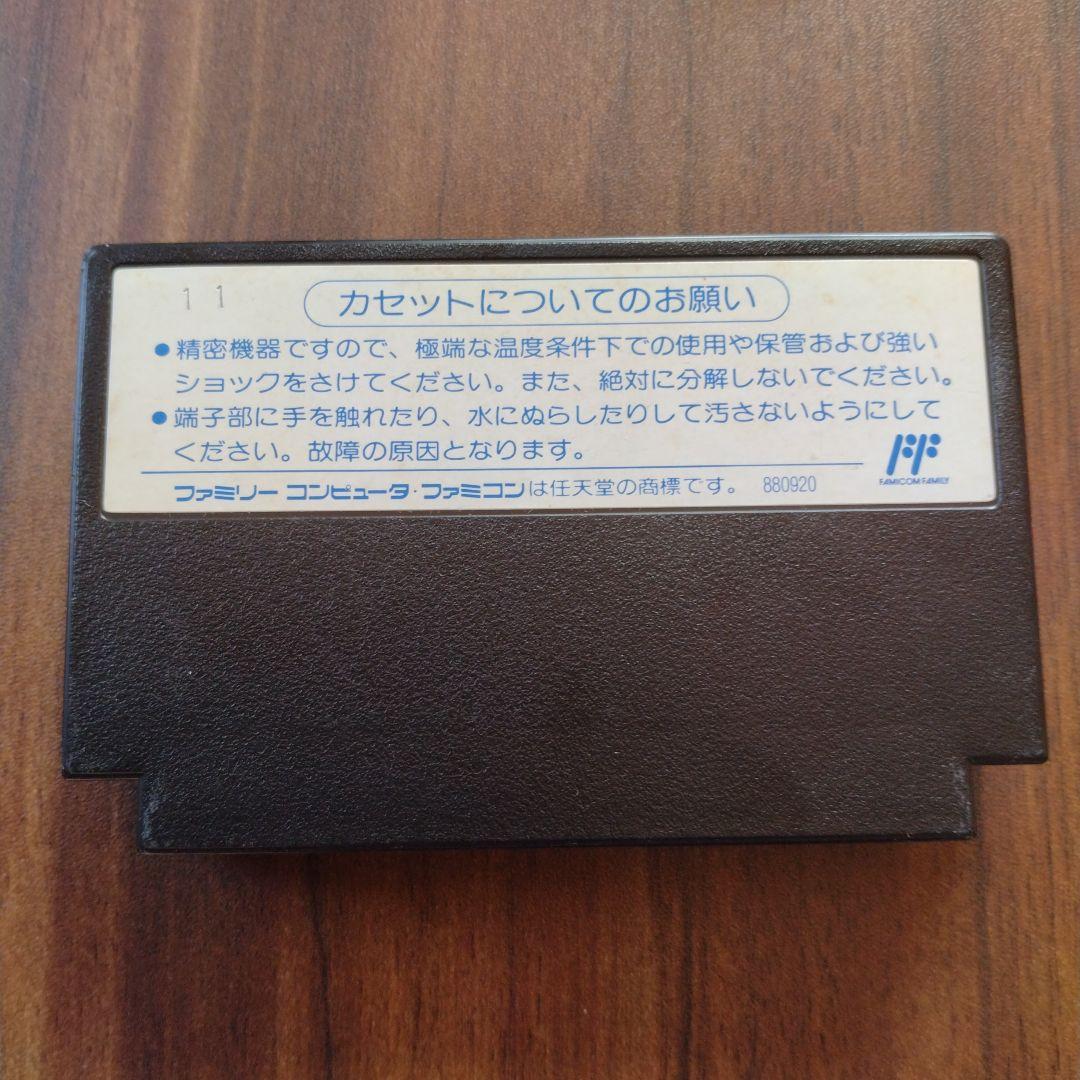 11
カセットについてのお願い
●精密機器ですので、極端な温度条件下での使用や保管および強い
ショックをさけてください。また、絶対に分解しないでください。
●端子部に手を触れたり、水にぬらしたりして汚さないようにして
ください。故障の原因となります。
FF
FAMICOM FAMILY
ファミリー コンピュータ・ファミコンは任天堂の商標です。 880920